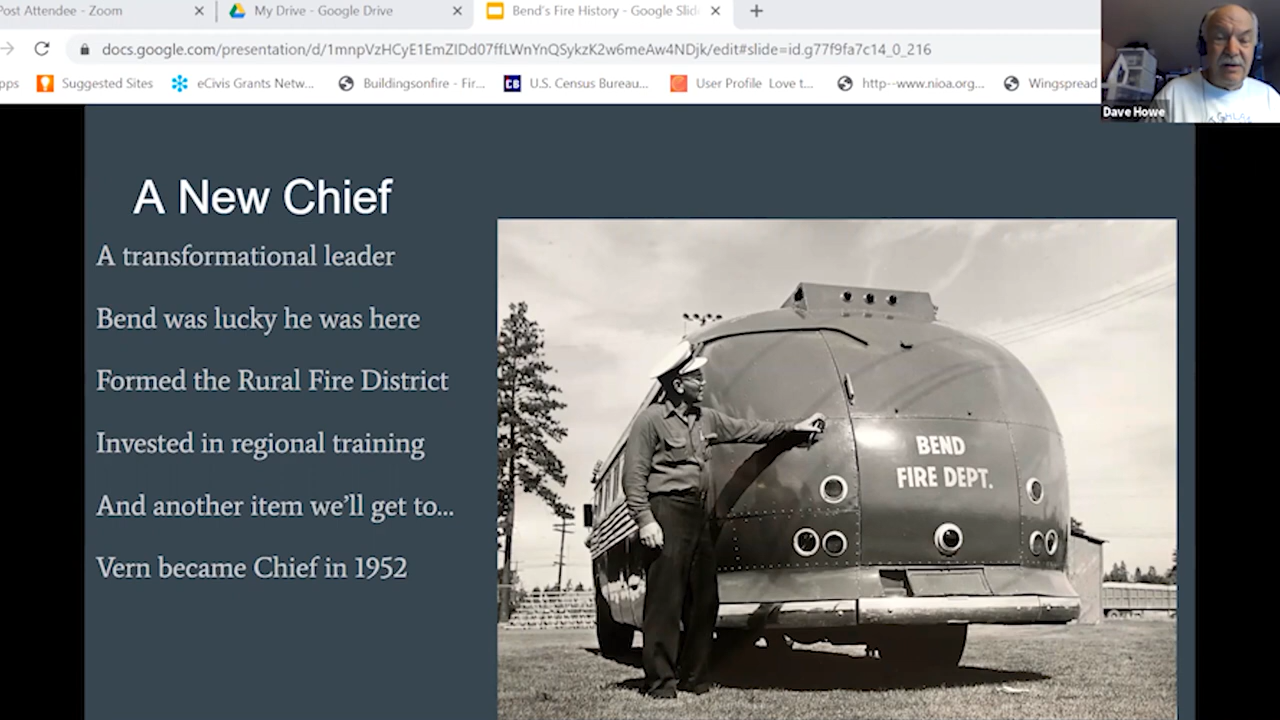 Post Attendee - Zoom
My Drive - Google Drive
Bend's Fire History - Google Slid
docs.google.com/presentation/d/1mnpVzHCyE1EmZIDd07ffLWnYnQSykzK2w6meAw4NDjk/edit#slide=id.g77f9fa7c14_0_216
pps
Suggested Sites
eCivis Grants Netw...
Buildingsonfire - Fir...
CB
U.S. Census Bureau...
User Profile Love t...
http--www.nioa.org...
Wingspread
Dave Howe
A New Chief
A transformational leader
Bend was lucky he was here
Formed the Rural Fire District
Invested in regional training
And another item we'll get to...
Vern became Chief in 1952
BEND
FIRE DEPT.